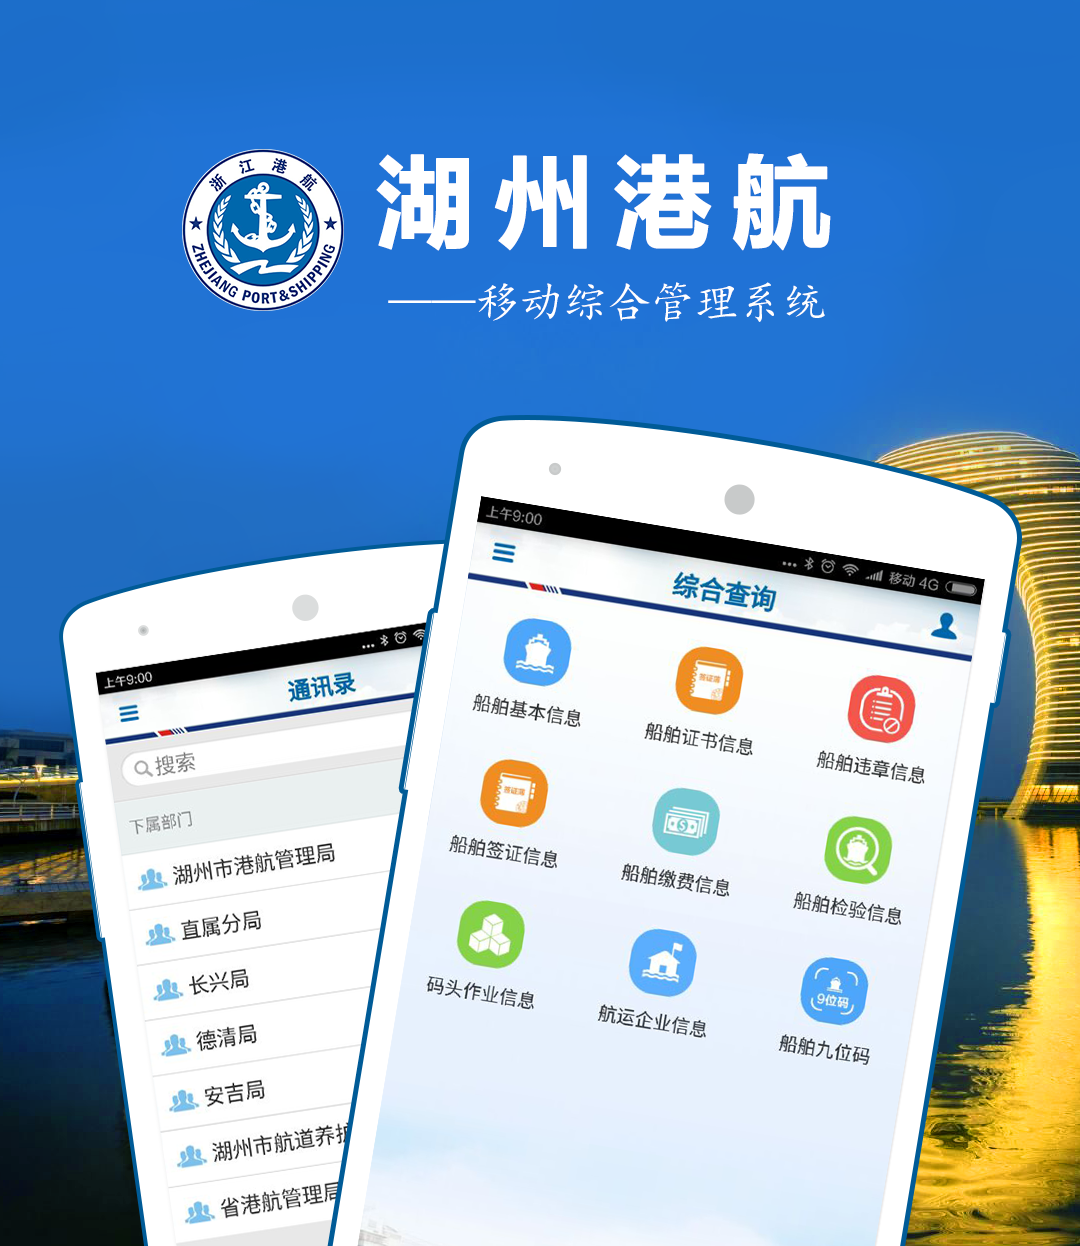 浙江港航
ZHEJIANG PORT&SHIPPING
湖州港航
——移动综合管理系统
上午9:00
通讯录
搜索
下属部门
湖州市港航管理局
直属分局
长兴局
德清局
安吉局
湖州市航道养护
省港航管理局
上午9:00
移动 4G
综合查询
船舶基本信息
签证簿
船舶证书信息
船舶违章信息
签证簿
船舶签证信息
船舶缴费信息
船舶检验信息
码头作业信息
航运企业信息
9位码
船舶九位码